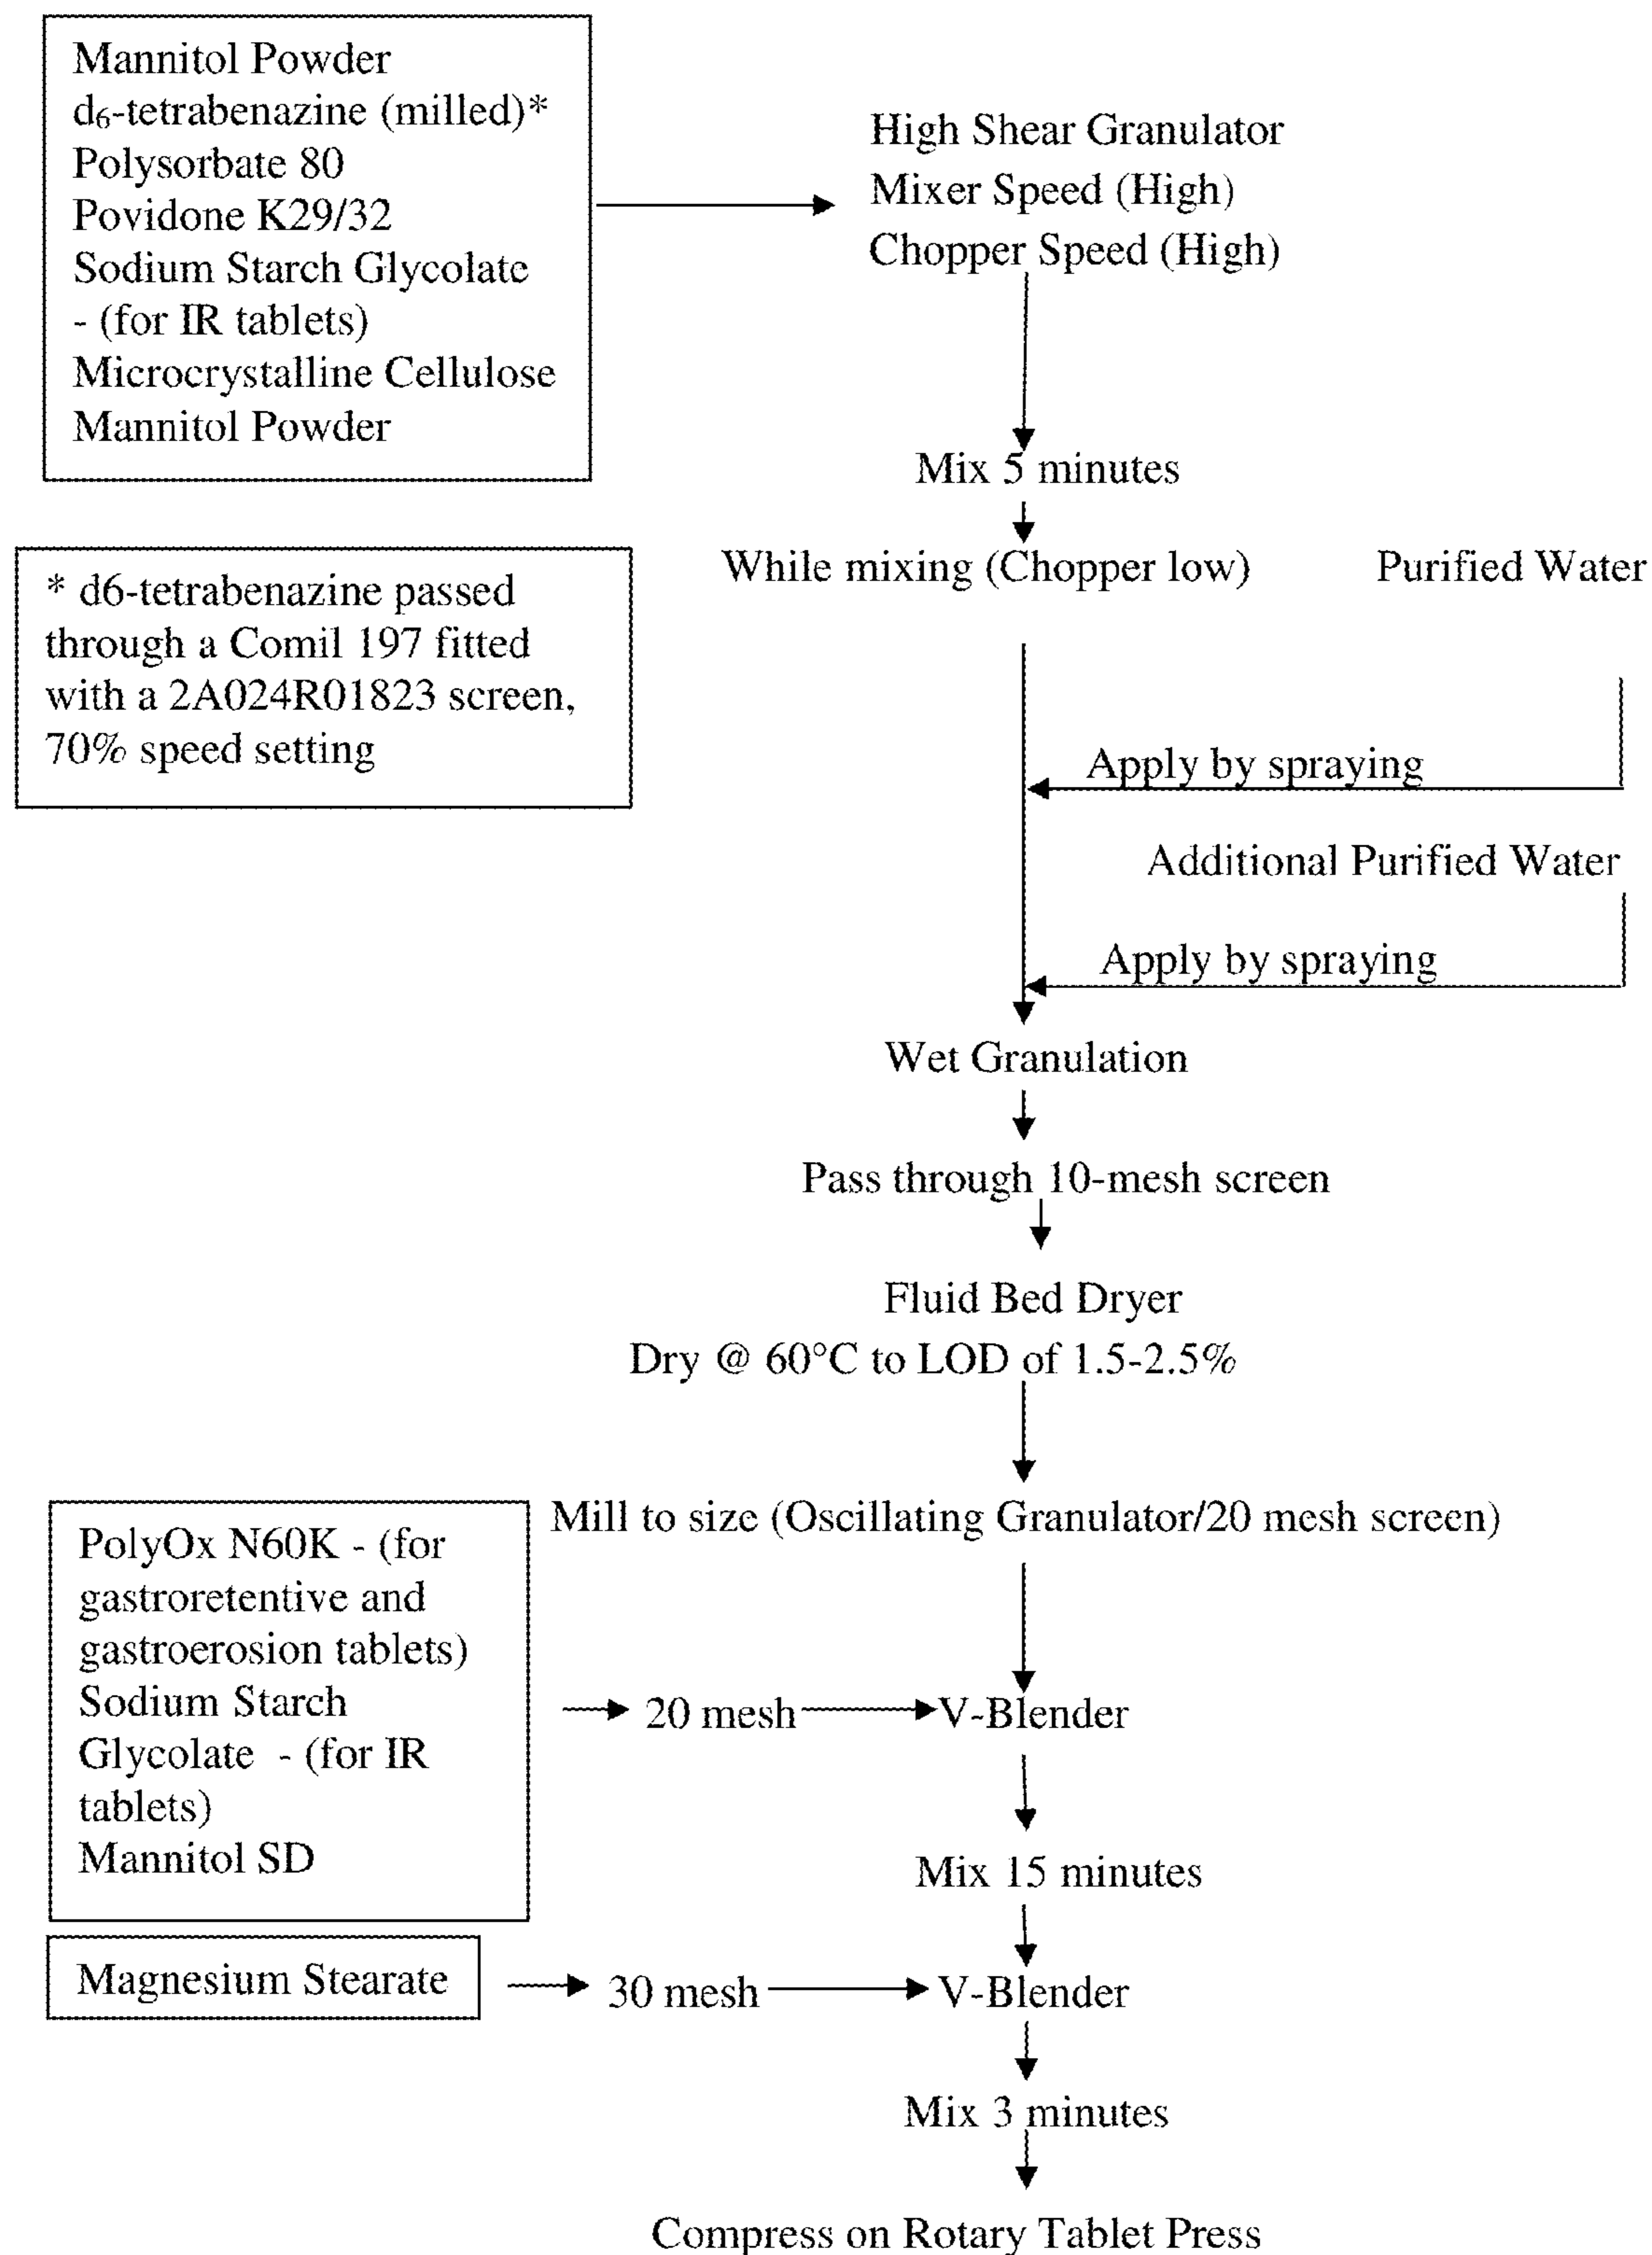 Mannitol Powder
d₆-tetrabenazine (milled)*
Polysorbate 80
Povidone K29/32
Sodium Starch Glycolate
- (for IR tablets)
Microcrystalline Cellulose
Mannitol Powder
High Shear Granulator
Mixer Speed (High)
Chopper Speed (High)
Mix 5 minutes
* d6-tetrabenazine passed
through a Comil 197 fitted
with a 2A024R01823 screen,
70% speed setting
While mixing (Chopper low)
Purified Water
Apply by spraying
Additional Purified Water
Apply by spraying
Wet Granulation
Pass through 10-mesh screen
Fluid Bed Dryer
Dry @ 60°C to LOD of 1.5-2.5%
Mill to size (Oscillating Granulator/20 mesh screen)
PolyOx N60K - (for
gastroretentive and
gastroerosion tablets)
Sodium Starch
Glycolate - (for IR
tablets)
Mannitol SD
20 mesh
V-Blender
Mix 15 minutes
Magnesium Stearate
30 mesh
V-Blender
Mix 3 minutes
Compress on Rotary Tablet Press